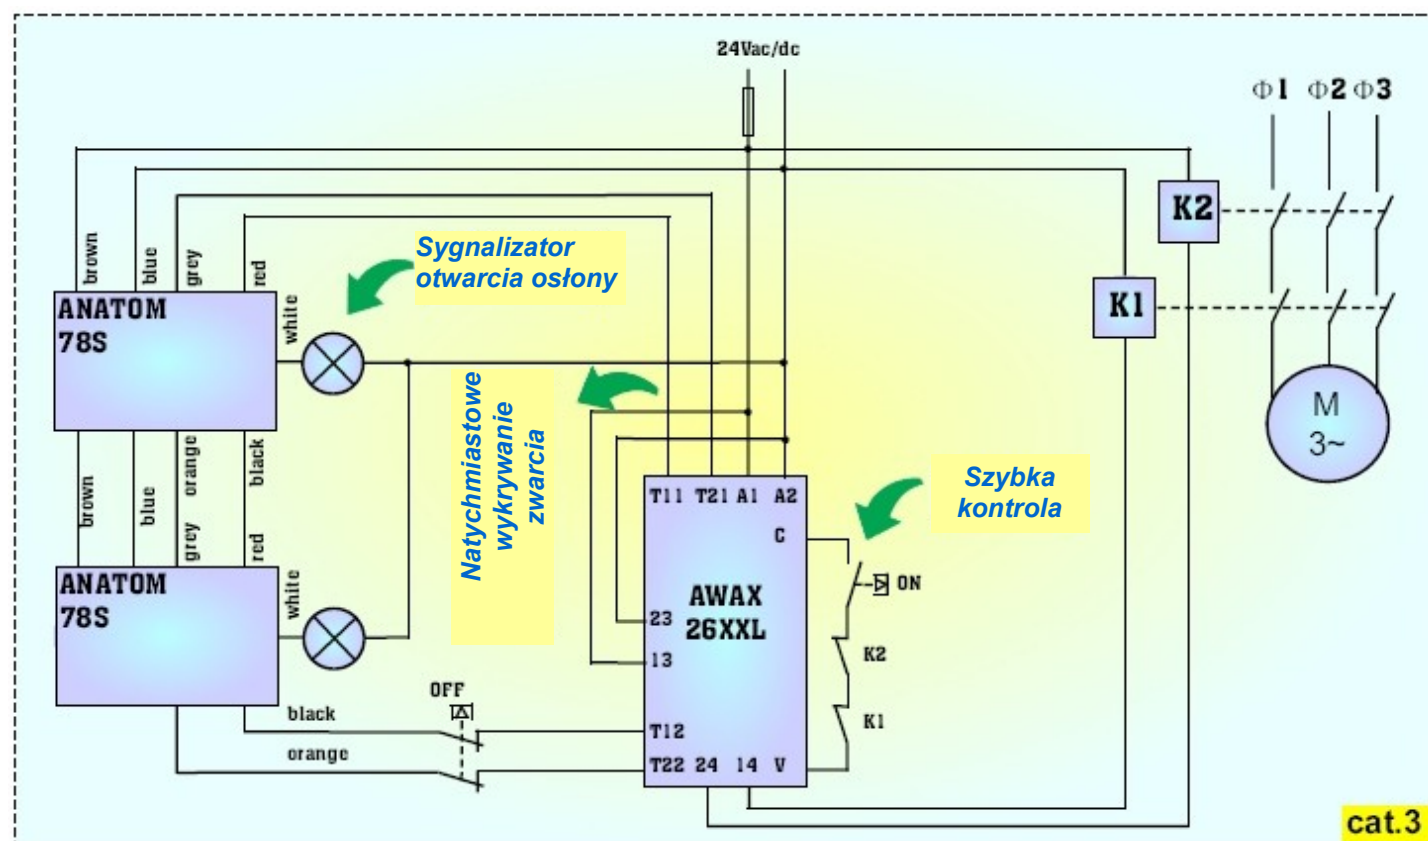 24Vac/dc
Φ1 Φ2 Φ3
K2
K1
M
3~
brown
blue
grey
red
ANATOM
78S
white
Sygnalizator
otwarcia osłony
Natychmiastowe
wykrywanie
zwarcia
Szybka
kontrola
brown
blue
grey orange
red black
ANATOM
78S
white
T11 T21 A1 A2
C
AWAX
26XXL
23
13
T12
T22 24 14 V
ON
K2
K1
OFF
black
orange
cat.3